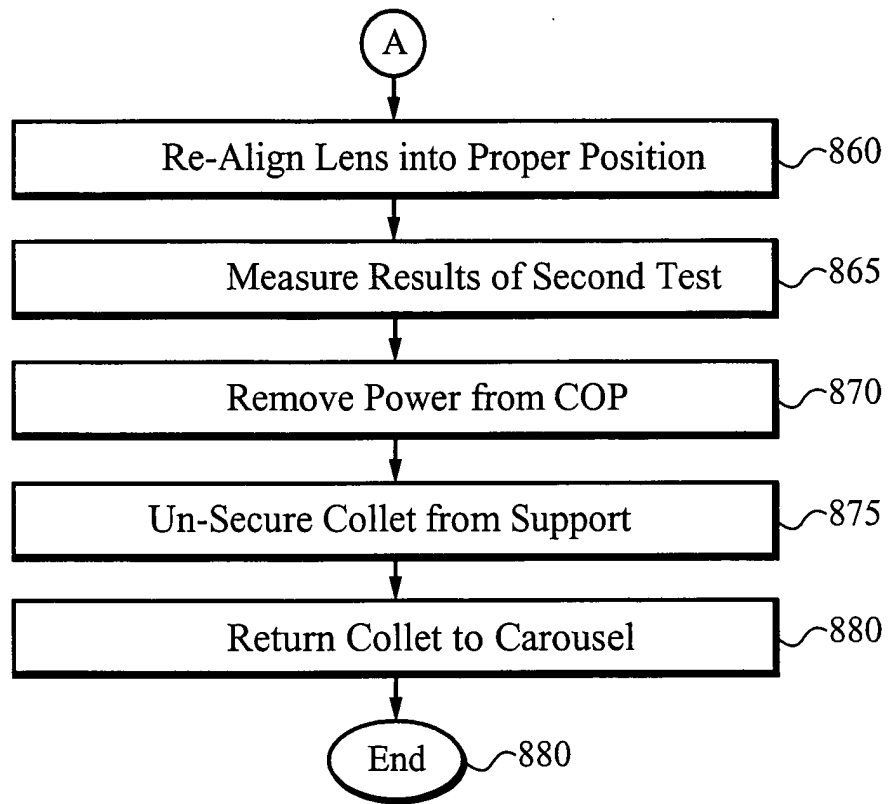 A
Re-Align Lens into Proper Position 860
Measure Results of Second Test 865
Remove Power from COP 870
Un-Secure Collet from Support 875
Return Collet to Carousel 880
End 880